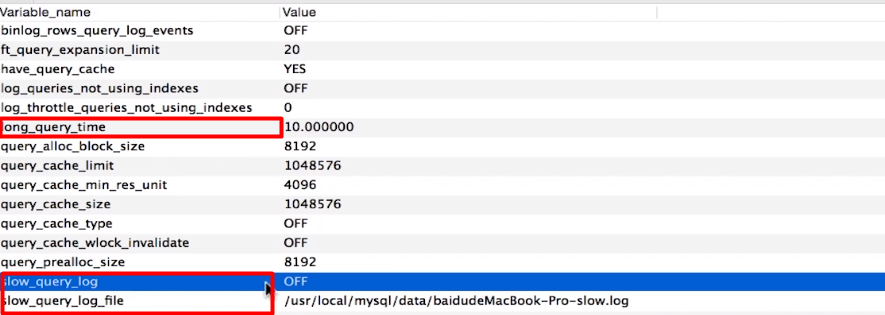 Variable_name Value
binlog_rows_query_log_events OFF
ft_query_expansion_limit 20
have_query_cache YES
log_queries_not_using_indexes OFF
log_throttle_queries_not_using_indexes 0
long_query_time 10.000000
query_alloc_block_size 8192
query_cache_limit 1048576
query_cache_min_res_unit 4096
query_cache_size 1048576
query_cache_type OFF
query_cache_wlock_invalidate OFF
query_prealloc_size 8192
slow_query_log OFF
slow_query_log_file /usr/local/mysql/data/baidudeMacBook-Pro-slow.log